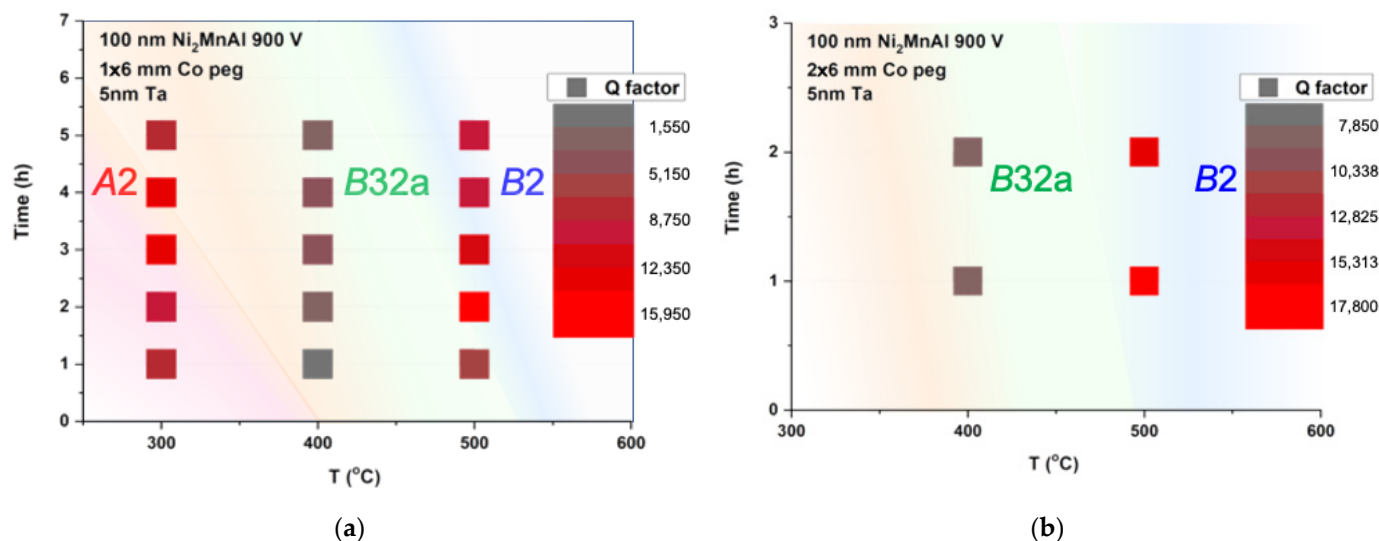 7
6
5
4
3
2
1
0
Time (h)
100 nm Ni₂MnAl 900 V
1x6 mm Co peg
5nm Ta
Q factor
1,550
5,150
8,750
12,350
15,950
A2
B32a
B2
300
400
500
600
T (°C)
(a)
3
2
1
0
Time (h)
100 nm Ni₂MnAl 900 V
2x6 mm Co peg
5nm Ta
Q factor
7,850
10,338
12,825
15,313
17,800
B32a
B2
300
400
500
600
T (°C)
(b)